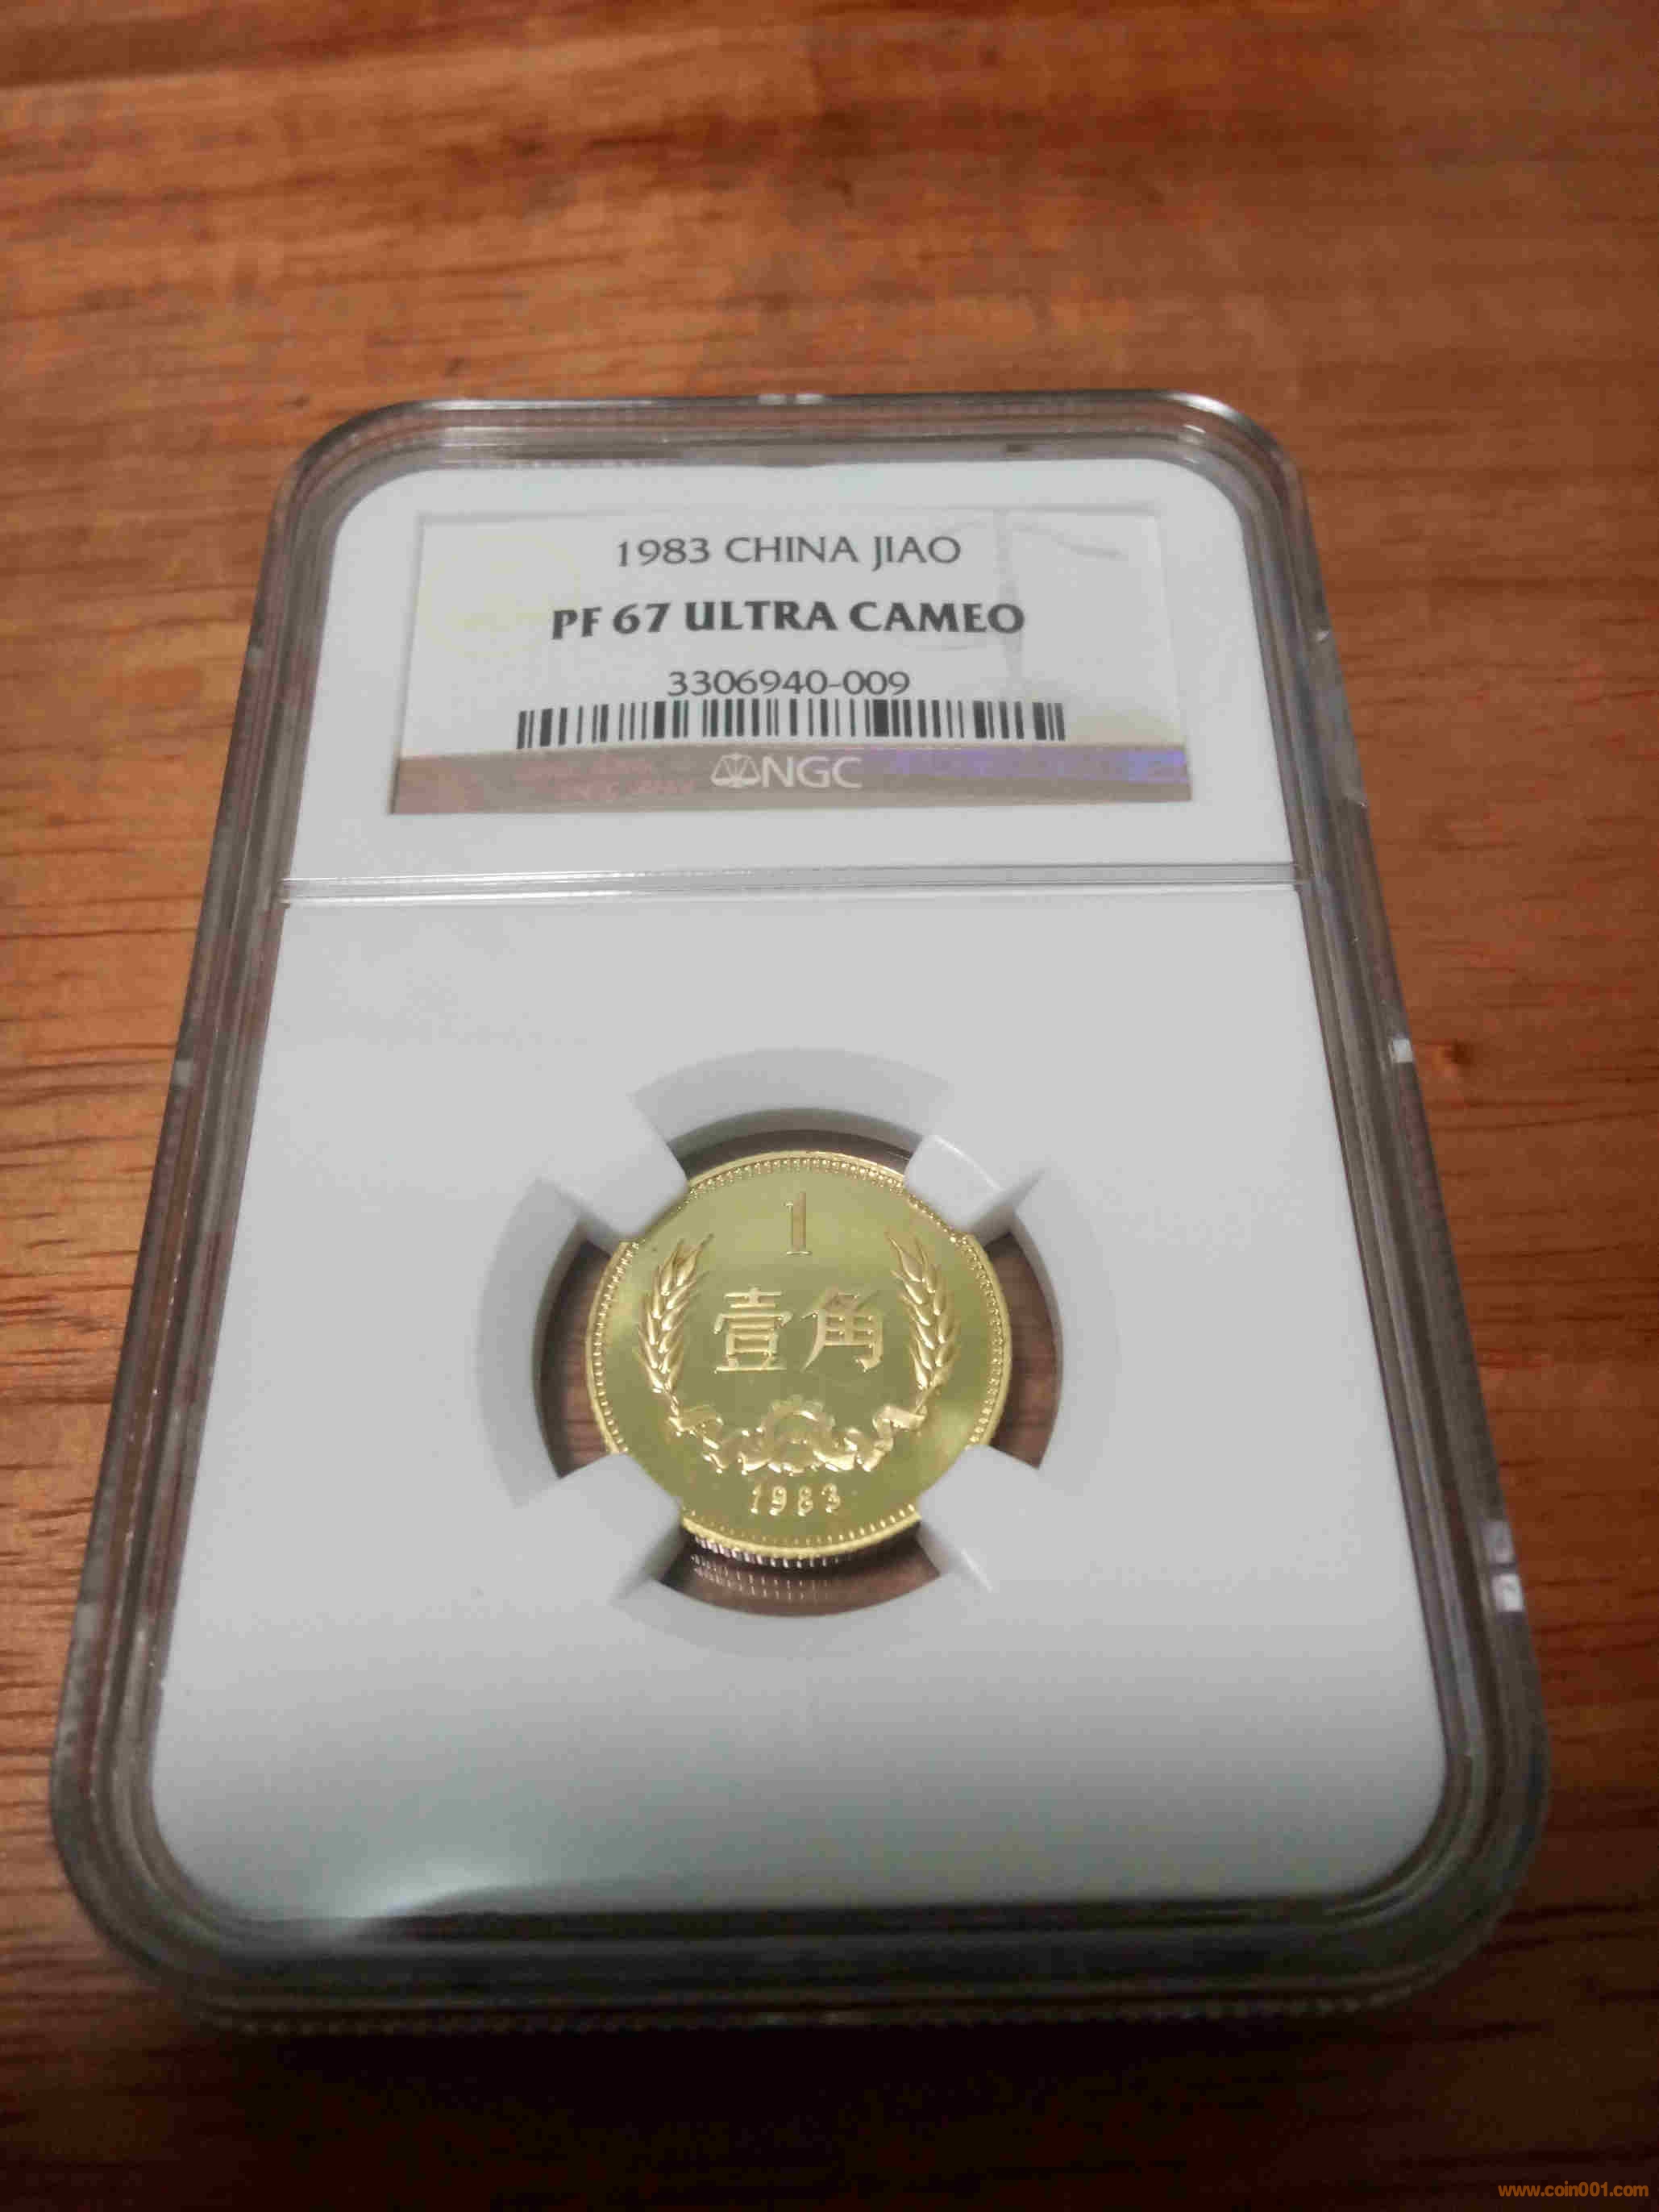 1983 CHINA JIAO
PF 67 ULTRA CAMEO
3306940-009
NGC
1
壹角
1983
www.coin001.com